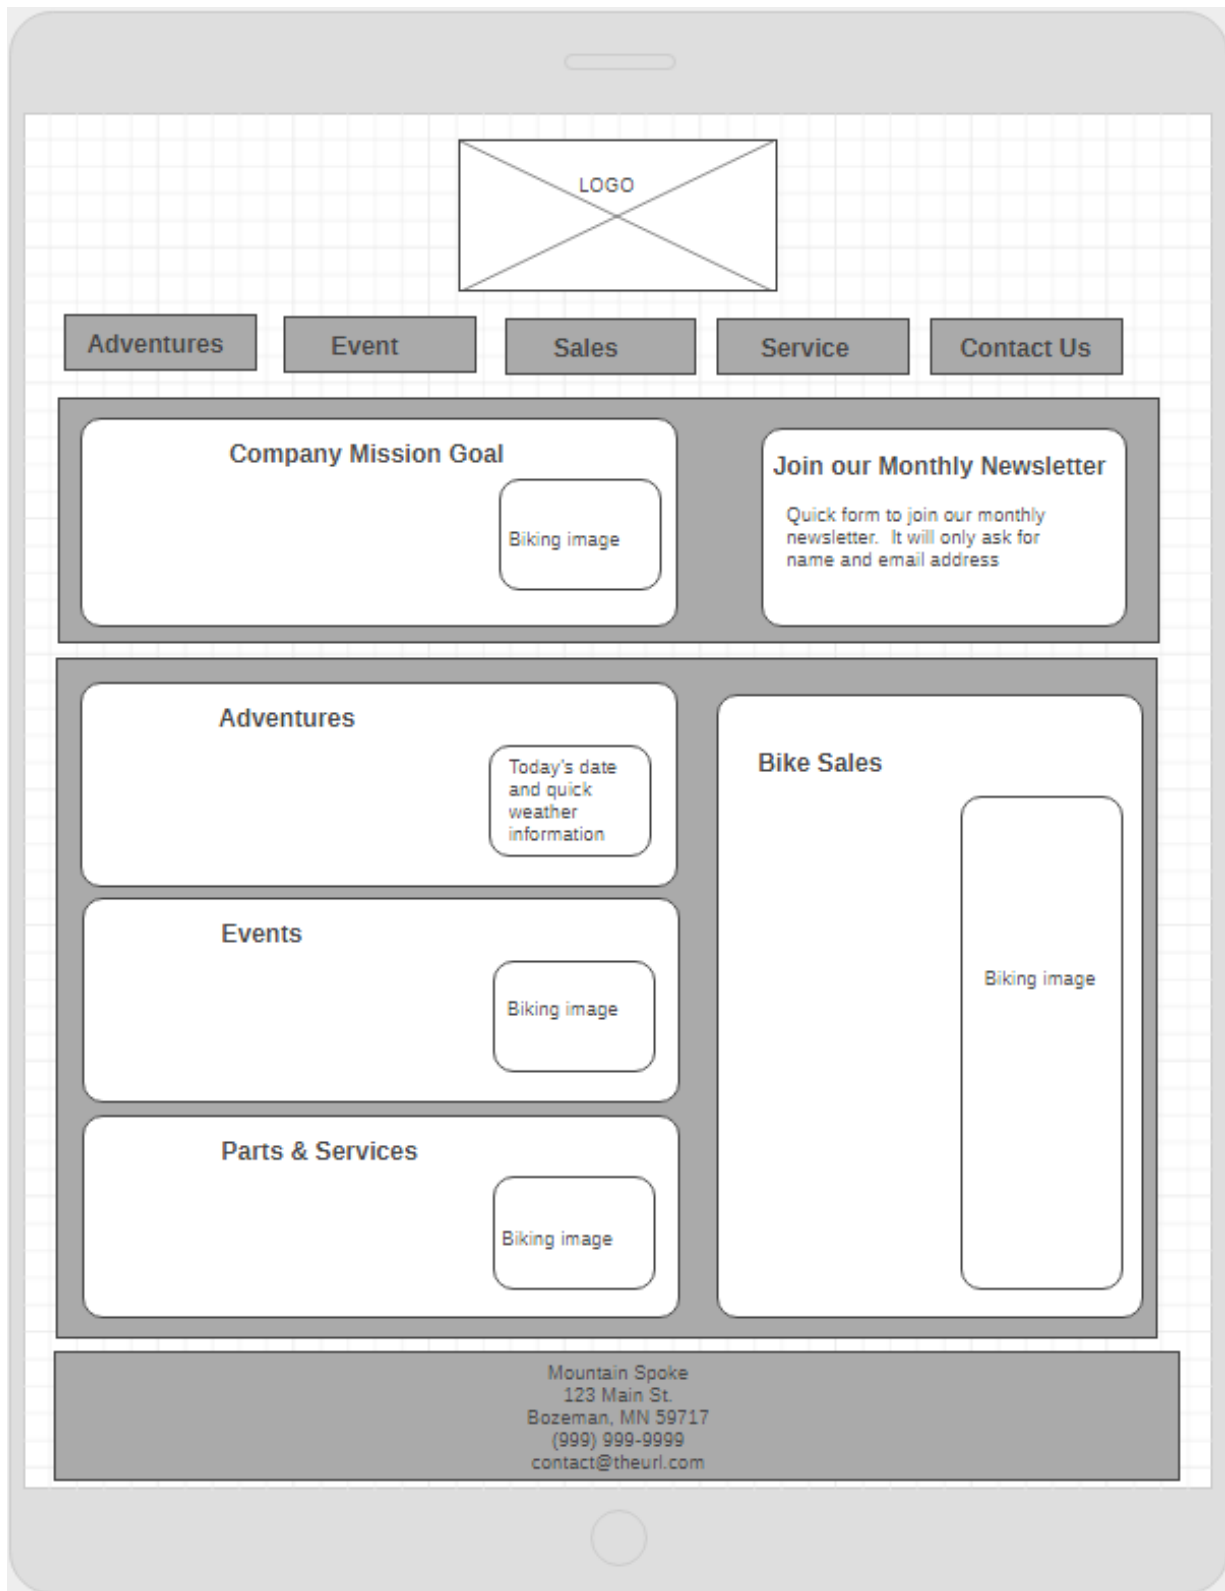 LOGO
Adventures
Event
Sales
Service
Contact Us
Company Mission Goal
Biking image
Join our Monthly Newsletter
Quick form to join our monthly
newsletter.  It will only ask for
name and email address
Adventures
Today's date
and quick
weather
information
Bike Sales
Biking image
Events
Biking image
Parts & Services
Biking image
Mountain Spoke
123 Main St.
Bozeman, MN 59717
(999) 999-9999
contact@theurl.com